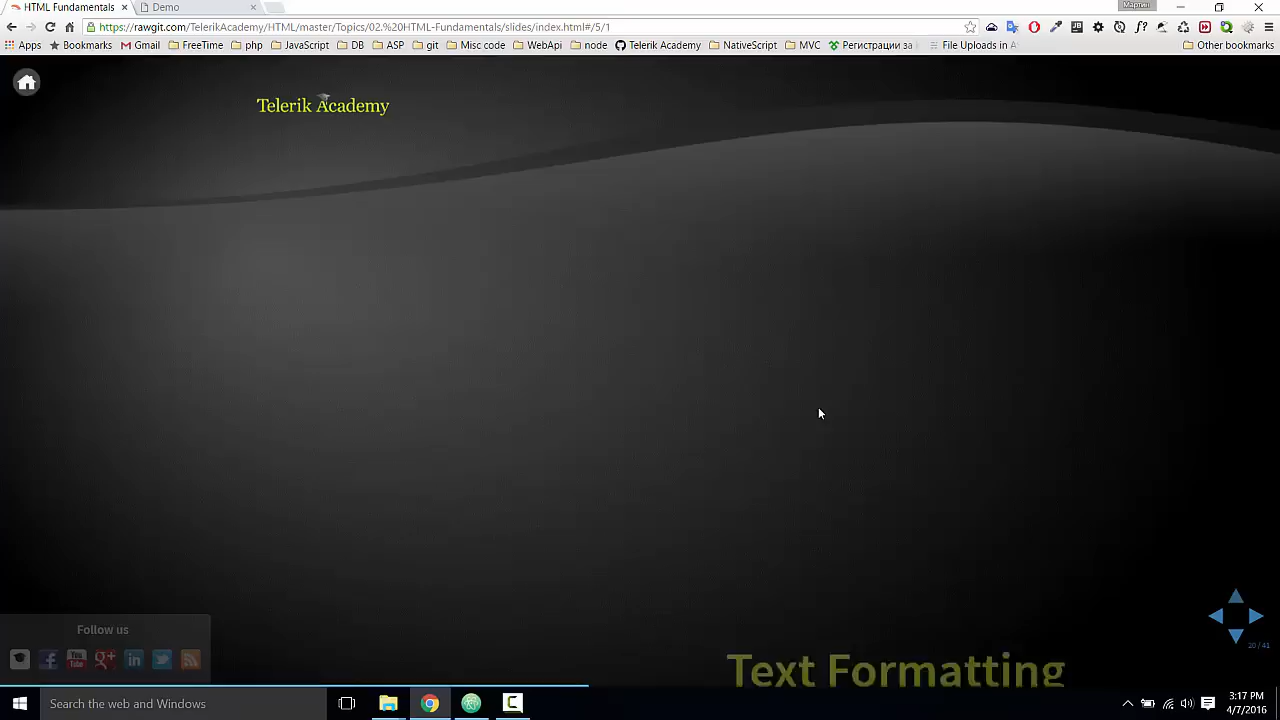 HTML Fundamentals
Demo
Мартин
https://rawgit.com/TelerikAcademy/HTML/master/Topics/02.%20HTML-Fundamentals/slides/index.html#/5/1
Apps
Bookmarks
Gmail
FreeTime
php
JavaScript
DB
ASP
git
Misc code
WebApi
node
Telerik Academy
NativeScript
MVC
Регистрации за
File Uploads in A
Other bookmarks
Telerik Academy
Follow us
20 / 41
Text Formatting
Search the web and Windows
3:17 PM
4/7/2016